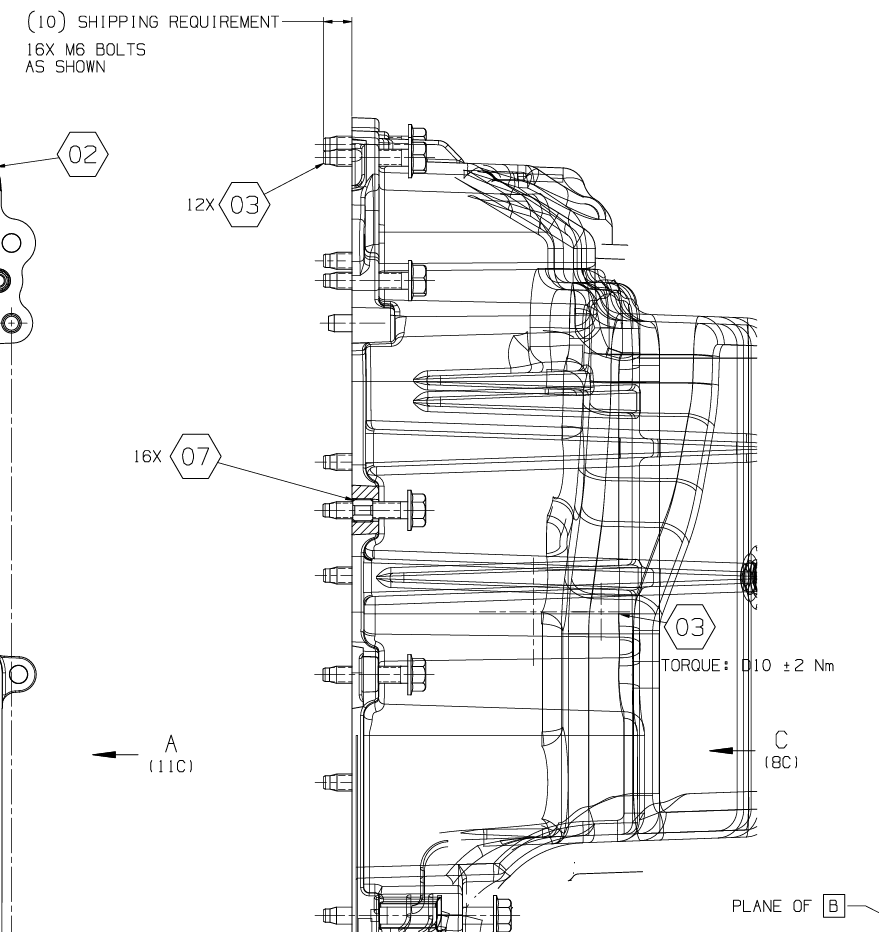 (10) SHIPPING REQUIREMENT
16X M6 BOLTS
AS SHOWN
02
12X 03
16X 07
03
TORQUE: D10 ±2 Nm
A
(11C)
C
(8C)
PLANE OF B